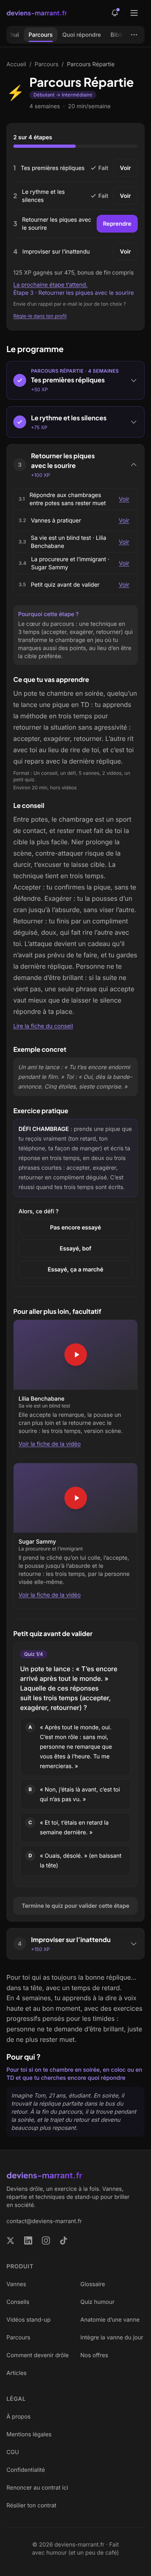 deviens-marrant.fr
Parcours
Quiz répondre
Accueil / Parcours / Parcours Répartie
⚡ Parcours Répartie
Débutant → Intermédiaire
4 semaines · 20 min/semaine
2 sur 4 étapes
1 Tes premières répliques ✓ Fait Voir
2 Le rythme et les
silences ✓ Fait Voir
3 Retourner les piques avec
le sourire Reprendre
4 Improviser sur l'inattendu Voir
125 XP gagnés sur 475, bonus de fin compris
La prochaine étape t'attend.
Étape 3 · Retourner les piques avec le sourire
Envie d'un rappel par e-mail le jour de ton choix ?
Règle-le dans ton profil
Le programme
PARCOURS RÉPARTIE · 4 SEMAINES
Tes premières répliques
+50 XP
Le rythme et les silences
+75 XP
3 Retourner les piques
avec le sourire
+100 XP
3.1 Répondre aux chambrages
entre potes sans rester muet Voir
3.2 Vannes à pratiquer Voir
3.3 Sa vie est un blind test · Lilia
Benchabane Voir
3.4 La procureure et l'immigré ·
Sugar Sammy Voir
3.5 Petit quiz avant de valider Voir
Pourquoi cette étape ?
Le cœur du parcours : une technique en
3 temps (accepter, exagérer, retourner) qui
transforme les piques en rires partagés. Tu
marques aussi des points, au lieu d'en être
la cible préférée.
Ce que tu vas apprendre
Un pote te chambre en soirée, quelqu'un
te lance une pique en TD : tu apprends
la méthode en trois temps pour
retourner la situation sans agressivité :
accepter, exagérer, retourner. L'autre rit
avec toi au lieu de rire de toi, et c'est
toi qui repars avec la dernière réplique.
Format : Un conseil, un défi, 5 vannes, 2 vidéos, un
petit quiz.
Environ 20 min, hors vidéos
Le conseil
Entre potes, le chambrage est un sport
collectif, et rester muet fait de toi la
cible la plus facile. Nier prolonge la
scène, contre-attaquer risque de la
durcir, t'excuser te laisse cible. La
technique tient en trois temps.
Accepter : tu confirmes la pique, sans te
défendre. Exagérer : tu la pousses d'un
cran jusqu'à l'absurde, sans viser l'autre.
Retourner : tu finis par un compliment
déguisé, doux, qui fait rire l'autre avec
toi. L'attaque devient un cadeau qu'il
n'avait pas prévu de te faire, et tu
gardes la dernière réplique. Personne ne te
demande d'être brillant : si la suite ne
vient pas, une seule phrase qui accepte
vaut mieux que de laisser le silence
répondre à ta place.
Lire la fiche du conseil
Exemple concret
Un ami te lance : « Tu t'es encore endormi
pendant le film. » Toi : « Oui, dès la bande-
annonce. Cinq étoiles, sieste comprise. »
Exercice pratique
DÉFI CHAMBRAGE : prends une pique que
tu reçois vraiment (ton retard, ton
téléphone, ta façon de manger) et écris ta
réponse en trois temps, en deux ou trois
phrases courtes : accepter, exagérer,
retourner en compliment déguisé. C'est
réussi quand tes trois temps sont écrits.
Alors, ce défi ?
Pas encore essayé
Essayé, bof
Essayé, ça a marché
Pour aller plus loin, facultatif
Lilia Benchabane
Sa vie est un blind test
Elle accepte la remarque, la pousse un
cran plus loin et la retourne avec le
sourire : les trois temps, version scène.
Voir la fiche de la vidéo
Sugar Sammy
La procureure et l'immigré
Il prend le cliché qu'on lui colle, l'accepte,
le pousse jusqu'à l'absurde et le
retourne : les trois temps, par la personne
visée elle-même.
Voir la fiche de la vidéo
Petit quiz avant de valider
Quiz 1/4
Un pote te lance : « T'es encore
arrivé après tout le monde. »
Laquelle de ces réponses
suit les trois temps (accepter,
exagérer, retourner) ?
A « Après tout le monde, oui.
C'est mon rôle : sans moi,
personne ne remarque que
vous êtes à l'heure. Tu me
remercieras. »
B « Non, j'étais là avant, c'est toi
qui n'as pas vu. »
C « Et toi, t'étais en retard la
semaine dernière. »
D « Ouais, désolé. » (en baissant
la tête)
Termine le quiz pour valider cette étape
4 Improviser sur l'inattendu
+150 XP
Pour toi qui as toujours la bonne réplique...
dans ta tête, avec un temps de retard.
En 4 semaines, tu apprends à la dire à voix
haute et au bon moment, avec des exercices
progressifs pensés pour les timides :
personne ne te demande d'être brillant, juste
de ne plus rester muet.
Pour qui ?
Pour toi si on te chambre en soirée, en coloc ou en
TD et que tu cherches encore quoi répondre
Imagine Tom, 21 ans, étudiant. En soirée, il
trouvait la réplique parfaite dans le bus du
retour. À la fin du parcours, il la trouve pendant
la soirée, et le trajet du retour est devenu
beaucoup plus reposant.
deviens-marrant.fr
Deviens drôle, un exercice à la fois. Vannes,
répartie et techniques de stand-up pour briller
en société.
contact@deviens-marrant.fr
PRODUIT
Vannes Glossaire
Conseils Quiz humour
Vidéos stand-up Anatomie d'une vanne
Parcours Intègre la vanne du jour
Comment devenir drôle Nos offres
Articles
LÉGAL
À propos
Mentions légales
CGU
Confidentialité
Renoncer au contrat ici
Résilier ton contrat
© 2026 deviens-marrant.fr · Fait
avec humour (et un peu de café)